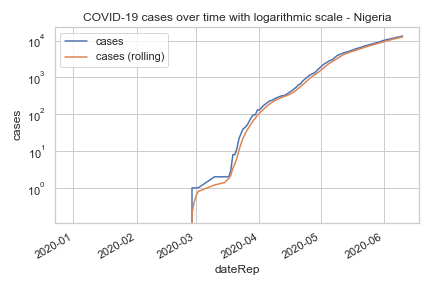 COVID-19 cases over time with logarithmic scale - Nigeria
cases
cases (rolling)
10⁴
10³
10²
10¹
10⁰
cases
2020-01
2020-02
2020-03
2020-04
2020-05
2020-06
dateRep